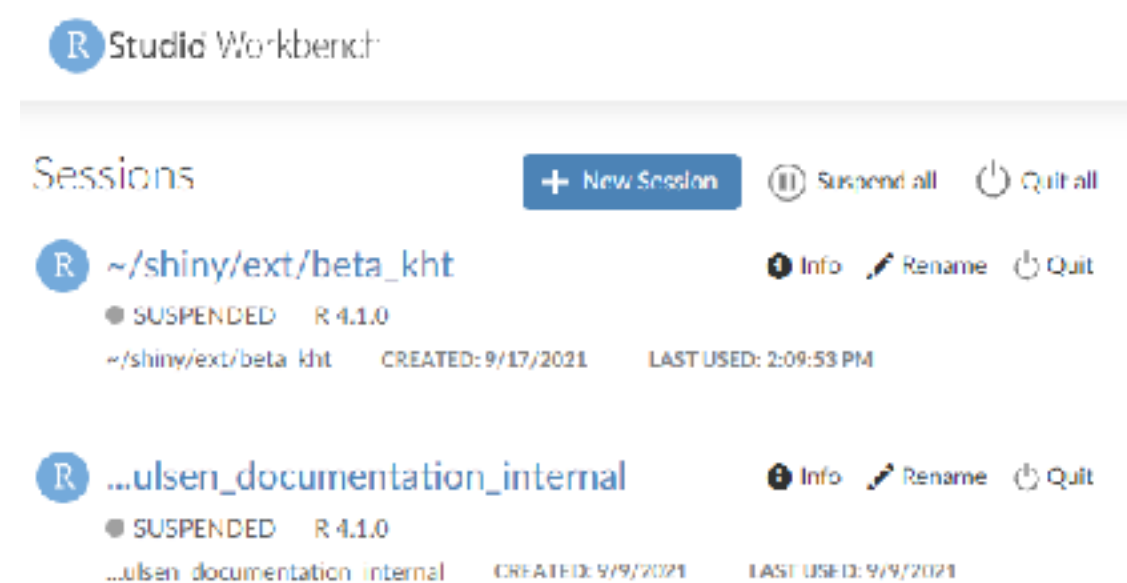 R Studio Workbench
Sessions + New Session Suspend all Quit all
R ~/shiny/ext/beta_kht Info Rename Quit
SUSPENDED R 4.1.0
~/shiny/ext/beta_kht CREATED: 9/17/2021 LAST USED: 2:09:53 PM
R ...ulsen_documentation_internal Info Rename Quit
SUSPENDED R 4.1.0
...ulsen_documentation_internal CREATED: 9/9/2021 LAST USED: 9/9/2021